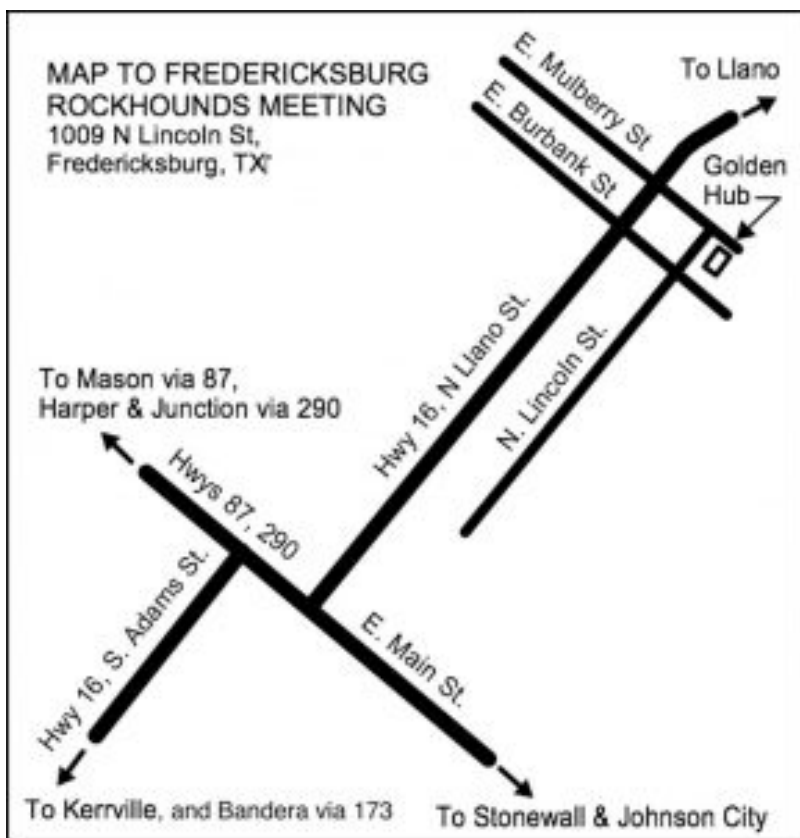 MAP TO FREDERICKSBURG
ROCKHOUNDS MEETING
1009 N Lincoln St,
Fredericksburg, TX
E. Mulberry St
E. Burbank St
To Llano
Golden
Hub
Hwy 16, N Llano St.
N. Lincoln St.
To Mason via 87,
Harper & Junction via 290
Hwys 87, 290
Hwy 16, S. Adams St.
E. Main St.
To Kerrville, and Bandera via 173
To Stonewall & Johnson City